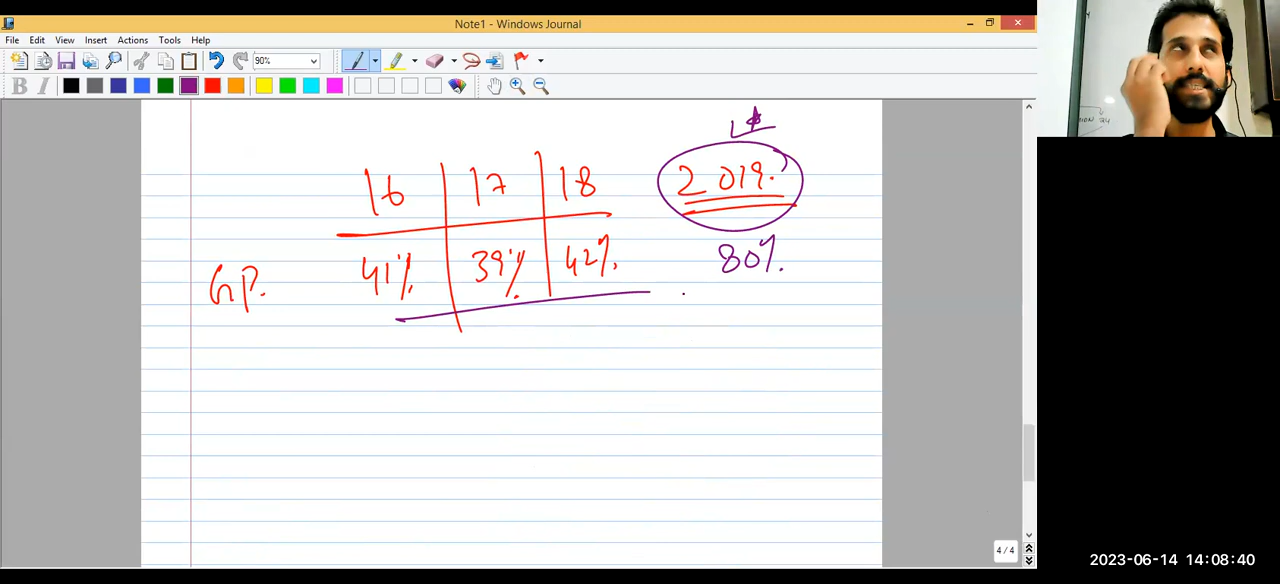 Note1 - Windows Journal
File Edit View Insert Actions Tools Help
90%
B I
16 17 18 2019.
GP. 41% 39% 42% 80%.
4 / 4
2023-06-14 14:08:40